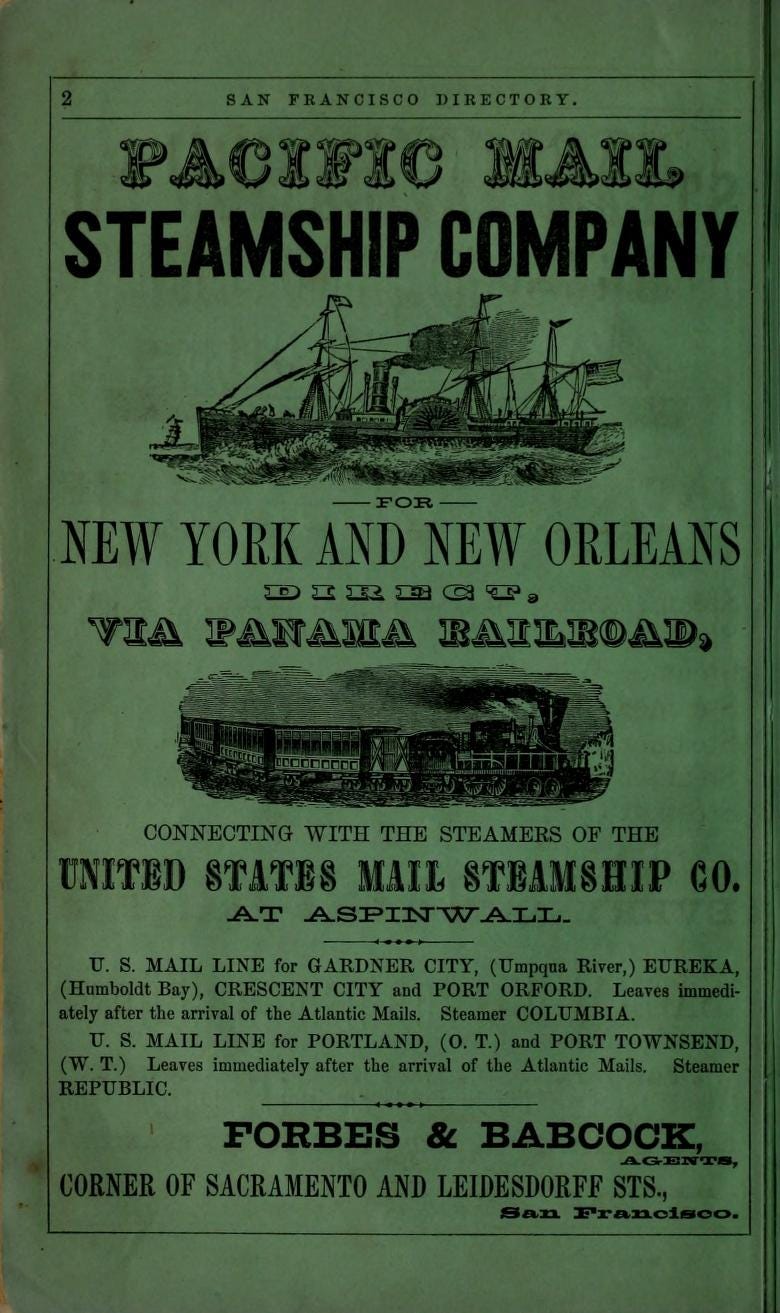 2
SAN FRANCISCO DIRECTORY.
PACIFIC MAIL
STEAMSHIP COMPANY
FOR
NEW YORK AND NEW ORLEANS
DIRECT,
VIA PANAMA RAILROAD,
CONNECTING WITH THE STEAMERS OF THE
UNITED STATES MAIL STEAMSHIP CO.
AT ASPINWALL.
U. S. MAIL LINE for GARDNER CITY, (Umpqua River,) EUREKA,
(Humboldt Bay), CRESCENT CITY and PORT ORFORD. Leaves immedi-
ately after the arrival of the Atlantic Mails. Steamer COLUMBIA.
U. S. MAIL LINE for PORTLAND, (O. T.) and PORT TOWNSEND,
(W. T.) Leaves immediately after the arrival of the Atlantic Mails. Steamer
REPUBLIC.
FORBES & BABCOCK,
AGENTS,
CORNER OF SACRAMENTO AND LEIDESDORFF STS.,
San Francisco.